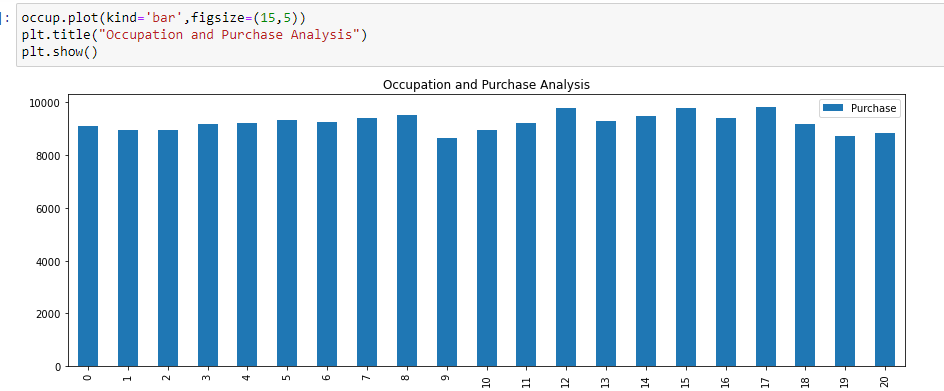 ]: occup.plot(kind='bar',figsize=(15,5))
plt.title("Occupation and Purchase Analysis")
plt.show()
Occupation and Purchase Analysis
Purchase
10000
8000
6000
4000
2000
0
0 1 2 3 4 5 6 7 8 9 10 11 12 13 14 15 16 17 18 19 20